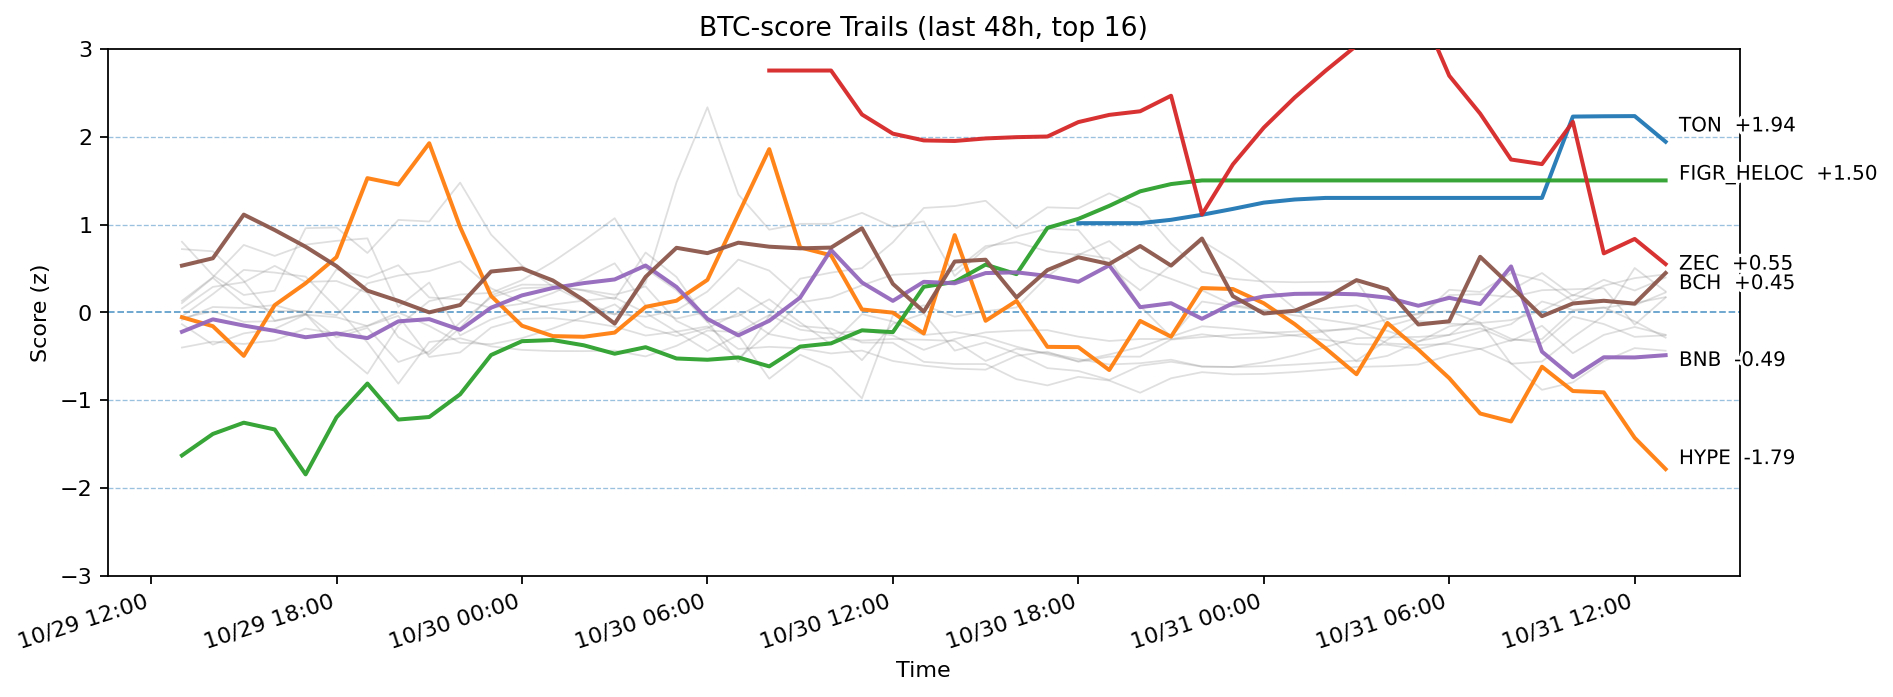 BTC-score Trails (last 48h, top 16)
Score (z)
3
2
1
0
−1
−2
−3
TON +1.94
FIGR_HELOC +1.50
ZEC +0.55
BCH +0.45
BNB -0.49
HYPE -1.79
10/29 12:00
10/29 18:00
10/30 00:00
10/30 06:00
10/30 12:00
10/30 18:00
10/31 00:00
10/31 06:00
10/31 12:00
Time